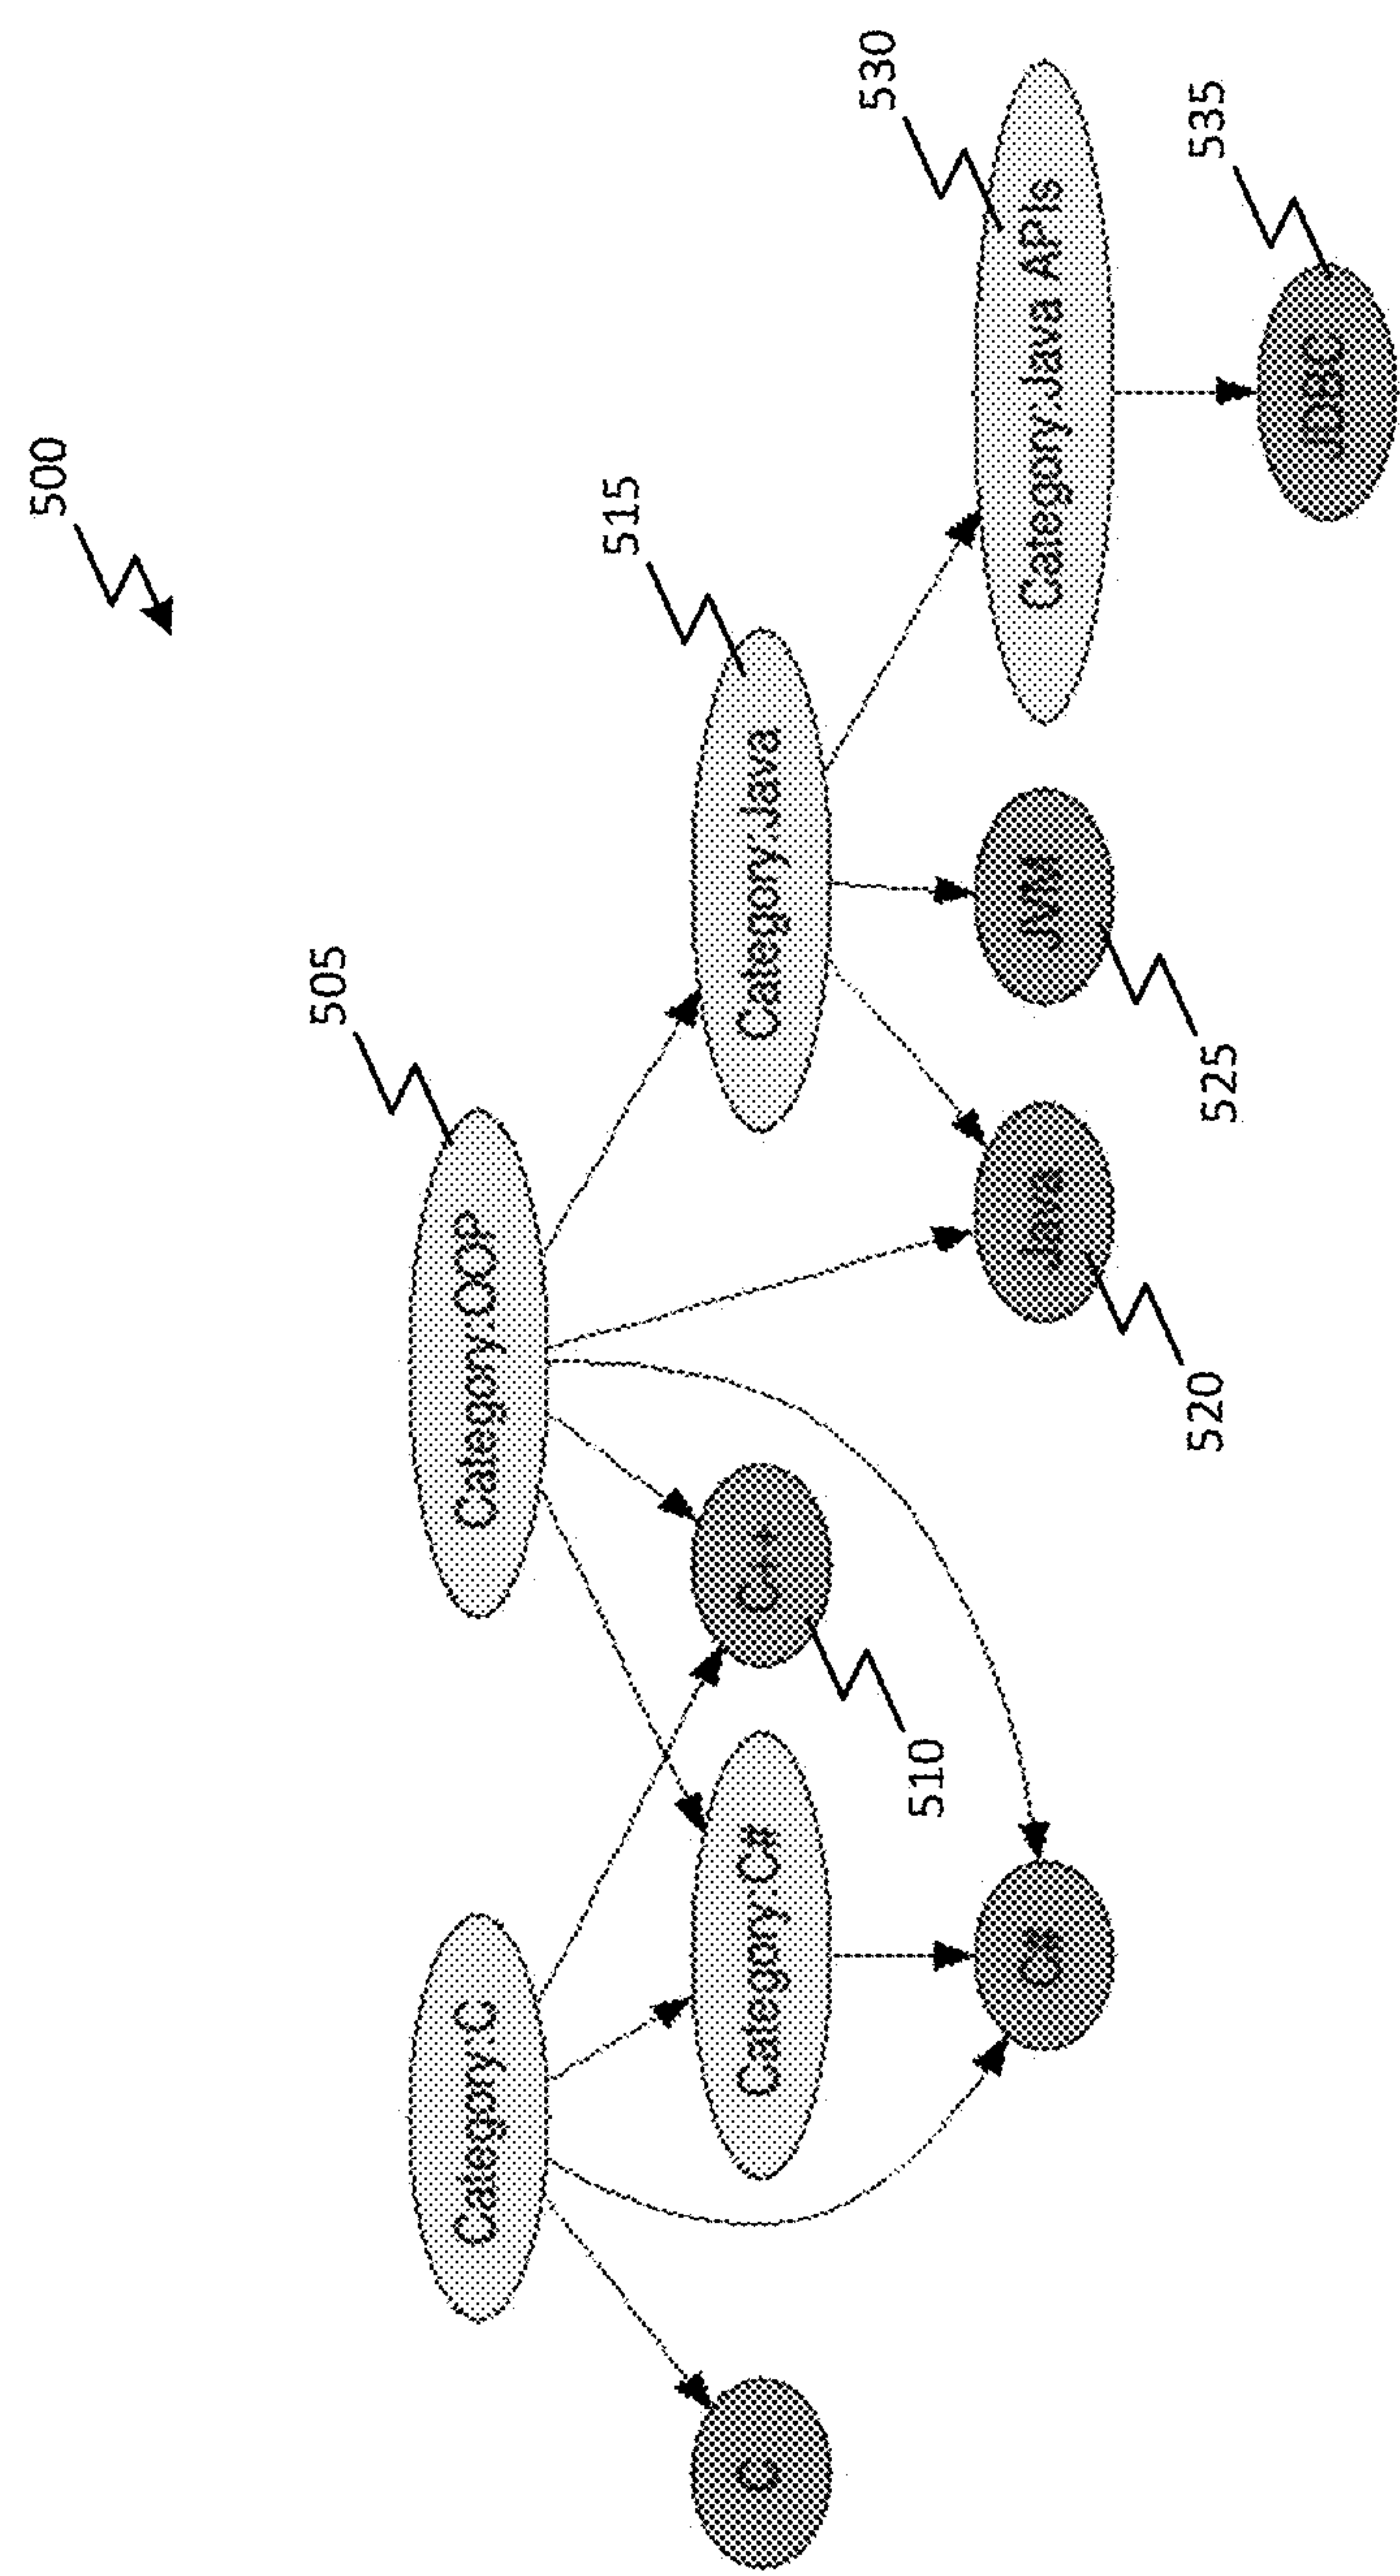 500
505
Category:C
Category:OOP
515
C
Category:C#
C++
Category:Java
510
530
C#
Java
JVM
Category:Java APIs
520
525
535
JDBC